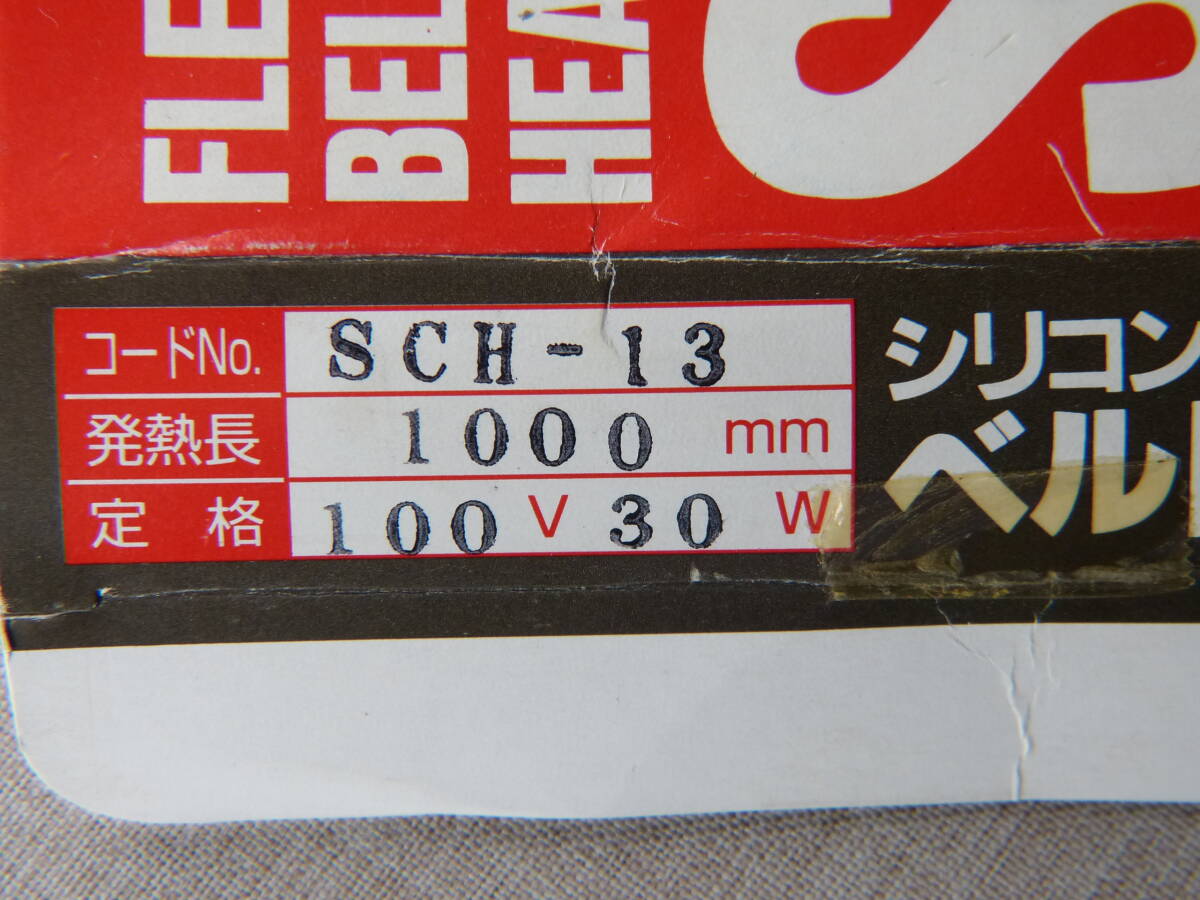 FLE
BEL
HEA
S
コードNo. SCH-13
発熱長 1000 mm
定格 100 V 30 W
シリコン
ベル